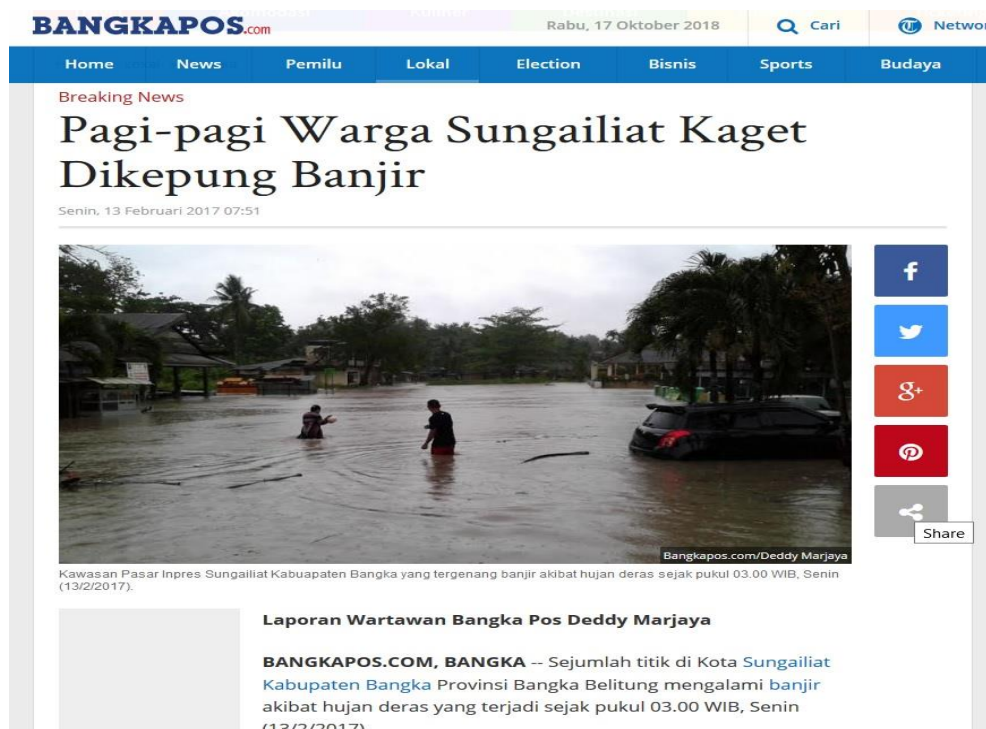 BANGKAPOS.com
Rabu, 17 Oktober 2018
Cari
Network
Home News Pemilu Lokal Election Bisnis Sports Budaya
Breaking News
Pagi-pagi Warga Sungailiat Kaget
Dikepung Banjir
Senin, 13 Februari 2017 07:51
f
g+
Share
Bangkapos.com/Deddy Marjaya
Kawasan Pasar Inpres Sungailiat Kabuapaten Bangka yang tergenang banjir akibat hujan deras sejak pukul 03.00 WIB, Senin
(13/2/2017).
Laporan Wartawan Bangka Pos Deddy Marjaya
BANGKAPOS.COM, BANGKA -- Sejumlah titik di Kota Sungailiat
Kabupaten Bangka Provinsi Bangka Belitung mengalami banjir
akibat hujan deras yang terjadi sejak pukul 03.00 WIB, Senin
(13/2/2017)